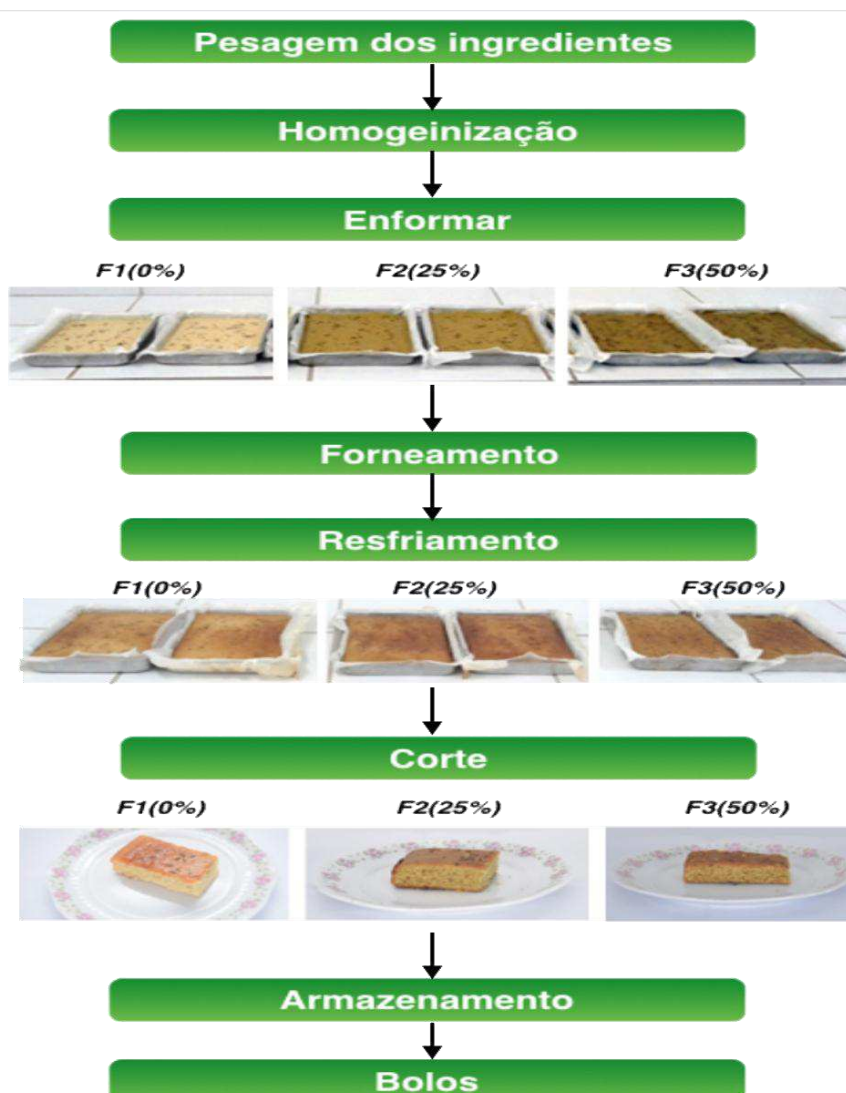 Pesagem dos ingredientes
Homogeinização
Enformar
F1(0%) F2(25%) F3(50%)
Forneamento
Resfriamento
F1(0%) F2(25%) F3(50%)
Corte
F1(0%) F2(25%) F3(50%)
Armazenamento
Bolos